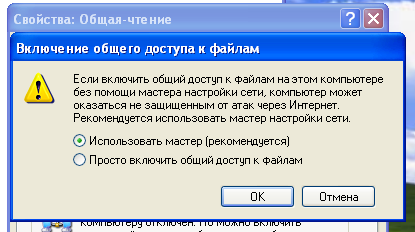 Свойства: Общая-чтение
Включение общего доступа к файлам
Если включить общий доступ к файлам на этом компьютере
без помощи мастера настройки сети, компьютер может
оказаться не защищенным от атак через Интернет.
Рекомендуется использовать мастер настройки сети.
Использовать мастер (рекомендуется)
Просто включить общий доступ к файлам
OK
Отмена
компьютеру отключен. Но можно включить